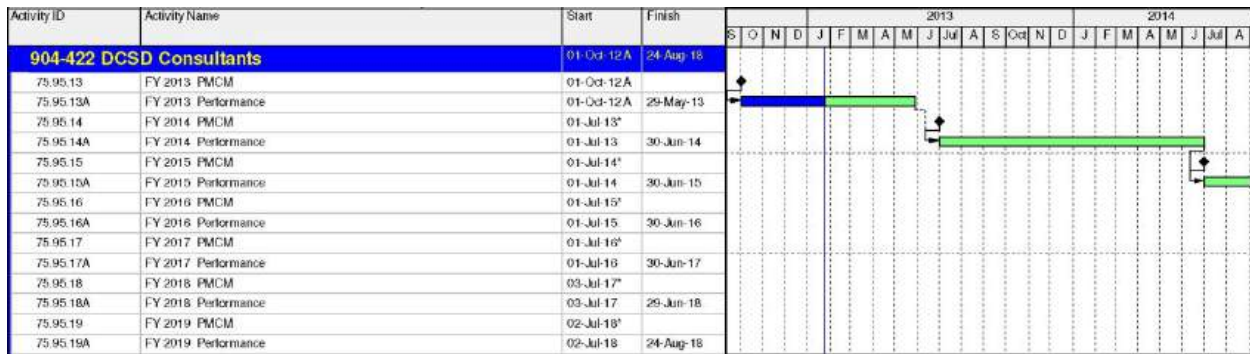 Activity ID Activity Name Start Finish 2013 2014
S O N D J F M A M J Jul A S Oct N D J F M A M J Jul A
904-422 DCSD Consultants 01-Oct-12 A 24-Aug-18
75.95.13 FY 2013 PMCM 01-Oct-12 A
75.95.13A FY 2013 Performance 01-Oct-12 A 29-May-13
75.95.14 FY 2014 PMCM 01-Jul-13*
75.95.14A FY 2014 Performance 01-Jul-13 30-Jun-14
75.95.15 FY 2015 PMCM 01-Jul-14*
75.95.15A FY 2015 Performance 01-Jul-14 30-Jun-15
75.95.16 FY 2016 PMCM 01-Jul-15*
75.95.16A FY 2016 Performance 01-Jul-15 30-Jun-16
75.95.17 FY 2017 PMCM 01-Jul-16*
75.95.17A FY 2017 Performance 01-Jul-16 30-Jun-17
75.95.18 FY 2018 PMCM 03-Jul-17*
75.95.18A FY 2018 Performance 03-Jul-17 29-Jun-18
75.95.19 FY 2019 PMCM 02-Jul-18*
75.95.19A FY 2019 Performance 02-Jul-18 24-Aug-18